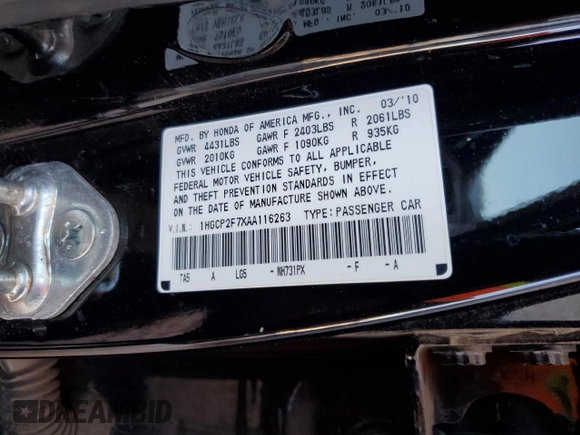 MFD. BY HONDA OF AMERICA MFG., INC. 03/'10
GVWR 4431LBS GAWR F 2403LBS R 2061LBS
GVWR 2010KG GAWR F 1090KG R 935KG
THIS VEHICLE CONFORMS TO ALL APPLICABLE
FEDERAL MOTOR VEHICLE SAFETY, BUMPER,
AND THEFT PREVENTION STANDARDS IN EFFECT
ON THE DATE OF MANUFACTURE SHOWN ABOVE.
V.I.N.: 1HGCP2F7XAA116263 TYPE: PASSENGER CAR
TA5 A LG5 -NH731PX -F -A
DREAMBID